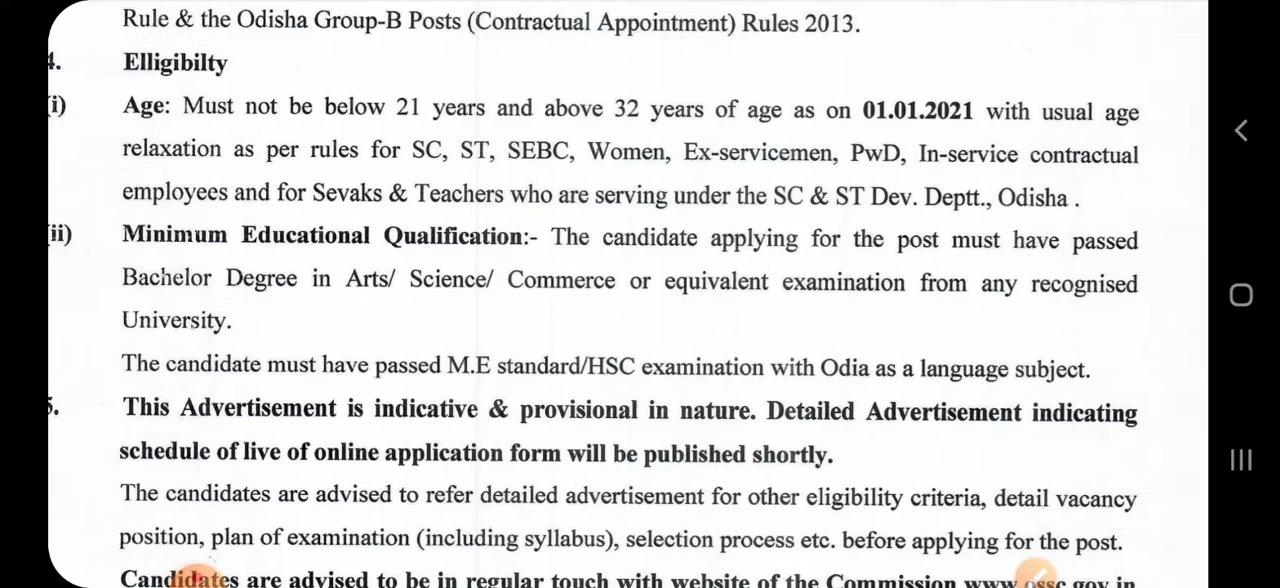 Rule & the Odisha Group-B Posts (Contractual Appointment) Rules 2013.
4. Elligibilty
(i) Age: Must not be below 21 years and above 32 years of age as on 01.01.2021 with usual age
relaxation as per rules for SC, ST, SEBC, Women, Ex-servicemen, PwD, In-service contractual
employees and for Sevaks & Teachers who are serving under the SC & ST Dev. Deptt., Odisha .
(ii) Minimum Educational Qualification:- The candidate applying for the post must have passed
Bachelor Degree in Arts/ Science/ Commerce or equivalent examination from any recognised
University.
The candidate must have passed M.E standard/HSC examination with Odia as a language subject.
5. This Advertisement is indicative & provisional in nature. Detailed Advertisement indicating
schedule of live of online application form will be published shortly.
The candidates are advised to refer detailed advertisement for other eligibility criteria, detail vacancy
position, plan of examination (including syllabus), selection process etc. before applying for the post.
Candidates are advised to be in regular touch with website of the Commission www.ossc.gov.in